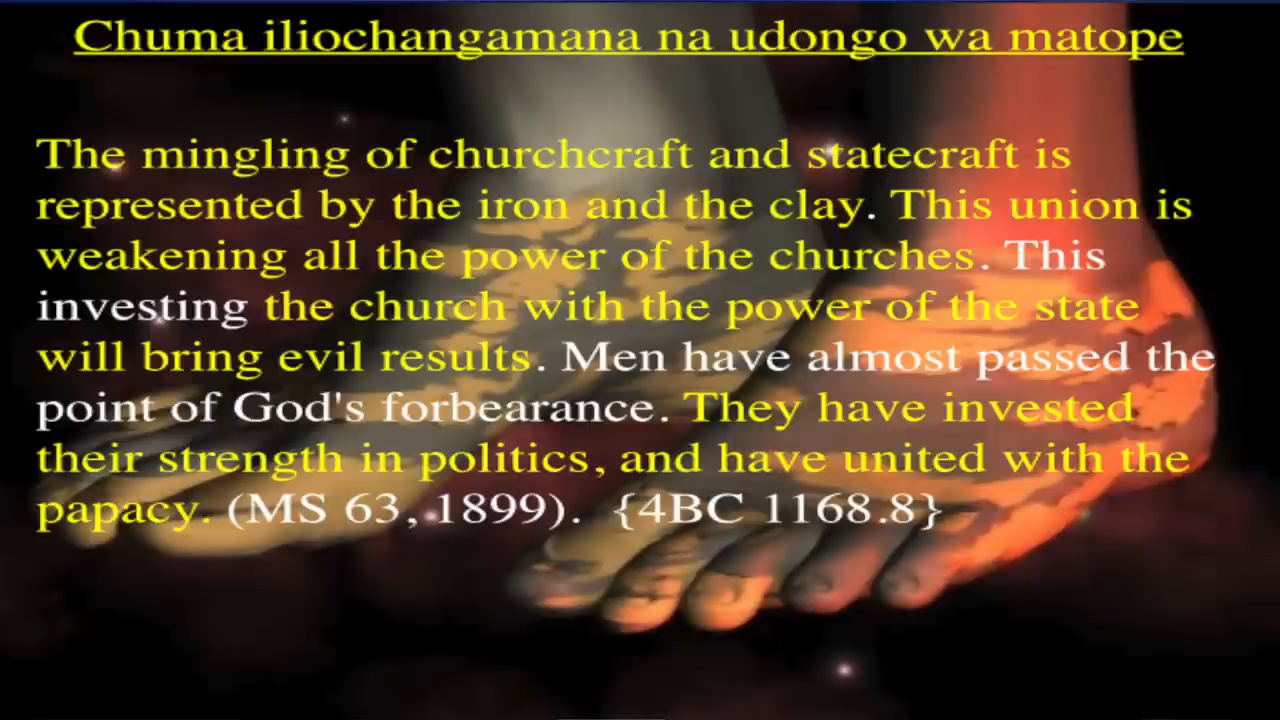 Chuma iliochangamana na udongo wa matope
The mingling of churchcraft and statecraft is
represented by the iron and the clay. This union is
weakening all the power of the churches. This
investing the church with the power of the state
will bring evil results. Men have almost passed the
point of God's forbearance. They have invested
their strength in politics, and have united with the
papacy. (MS 63, 1899). {4BC 1168.8}